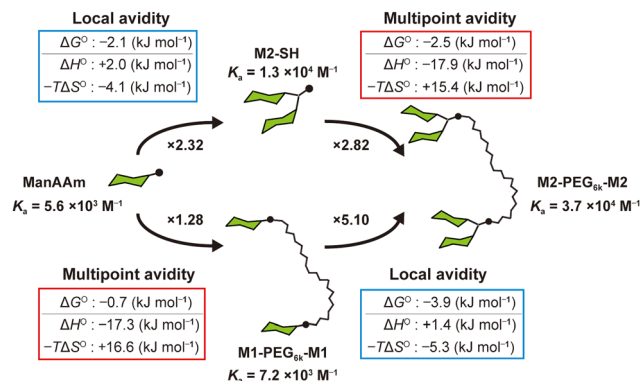 Local avidity
ΔG° : −2.1 (kJ mol⁻¹)
ΔH° : +2.0 (kJ mol⁻¹)
−TΔS° : −4.1 (kJ mol⁻¹)
M2-SH
Kₐ = 1.3 ×10⁴ M⁻¹
Multipoint avidity
ΔG° : −2.5 (kJ mol⁻¹)
ΔH° : −17.9 (kJ mol⁻¹)
−TΔS° : +15.4 (kJ mol⁻¹)
×2.32
×2.82
ManAAm
Kₐ = 5.6 ×10³ M⁻¹
M2-PEG₆ₖ-M2
Kₐ = 3.7 ×10⁴ M⁻¹
×1.28
×5.10
Multipoint avidity
ΔG° : −0.7 (kJ mol⁻¹)
ΔH° : −17.3 (kJ mol⁻¹)
−TΔS° : +16.6 (kJ mol⁻¹)
M1-PEG₆ₖ-M1
Kₐ = 7.2 ×10³ M⁻¹
Local avidity
ΔG° : −3.9 (kJ mol⁻¹)
ΔH° : +1.4 (kJ mol⁻¹)
−TΔS° : −5.3 (kJ mol⁻¹)